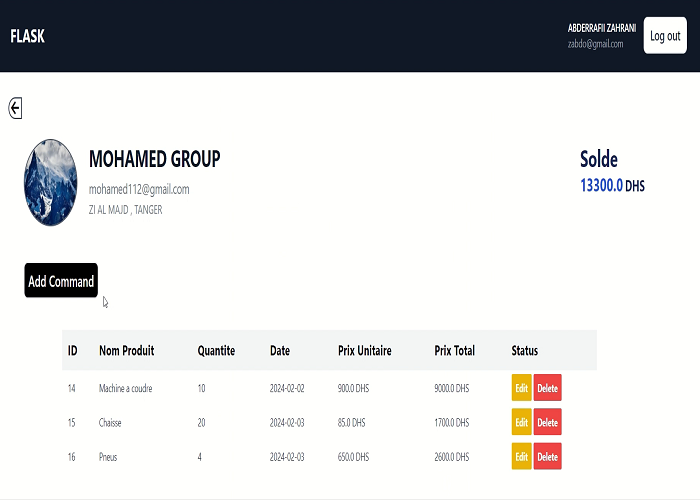 FLASK
ABDERRAFII ZAHRANI
zabdo@gmail.com
Log out
MOHAMED GROUP
mohamed112@gmail.com
ZI AL MAJD , TANGER
Solde
13300.0 DHS
Add Command
ID Nom Produit Quantite Date Prix Unitaire Prix Total Status
14 Machine a coudre 10 2024-02-02 900.0 DHS 9000.0 DHS Edit Delete
15 Chaisse 20 2024-02-03 85.0 DHS 1700.0 DHS Edit Delete
16 Pneus 4 2024-02-03 650.0 DHS 2600.0 DHS Edit Delete